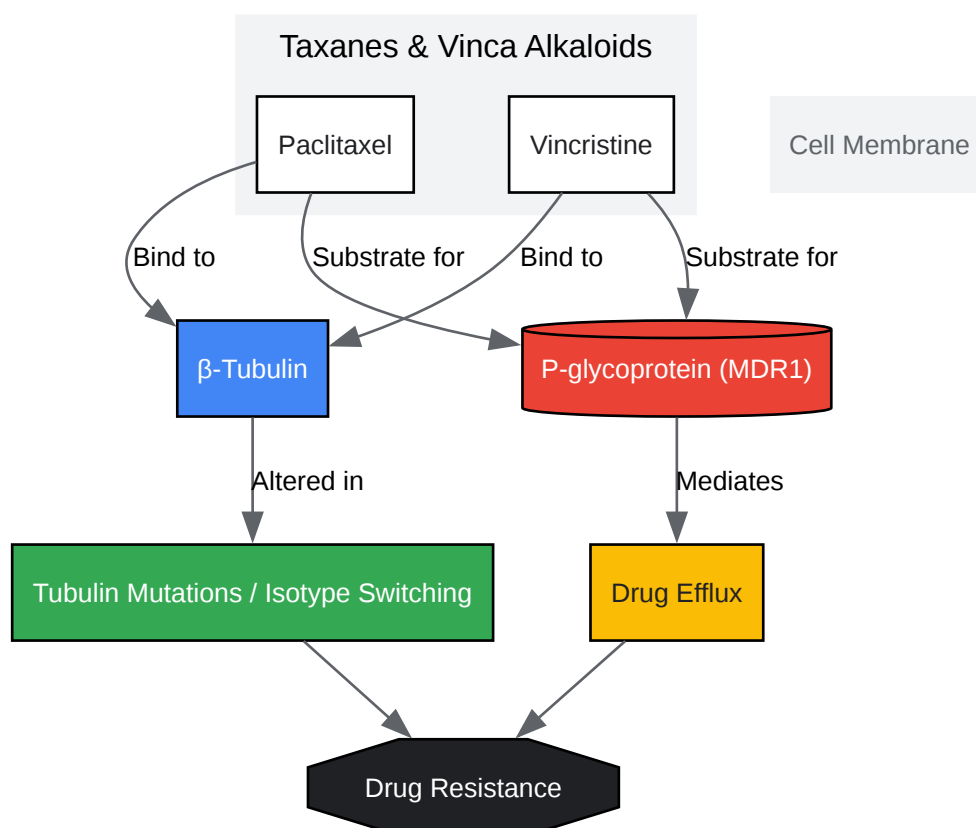 Taxanes & Vinca Alkaloids
Paclitaxel
Vincristine
Cell Membrane
Bind to
Substrate for
Bind to
Substrate for
β-Tubulin
P-glycoprotein (MDR1)
Altered in
Mediates
Tubulin Mutations / Isotype Switching
Drug Efflux
Drug Resistance